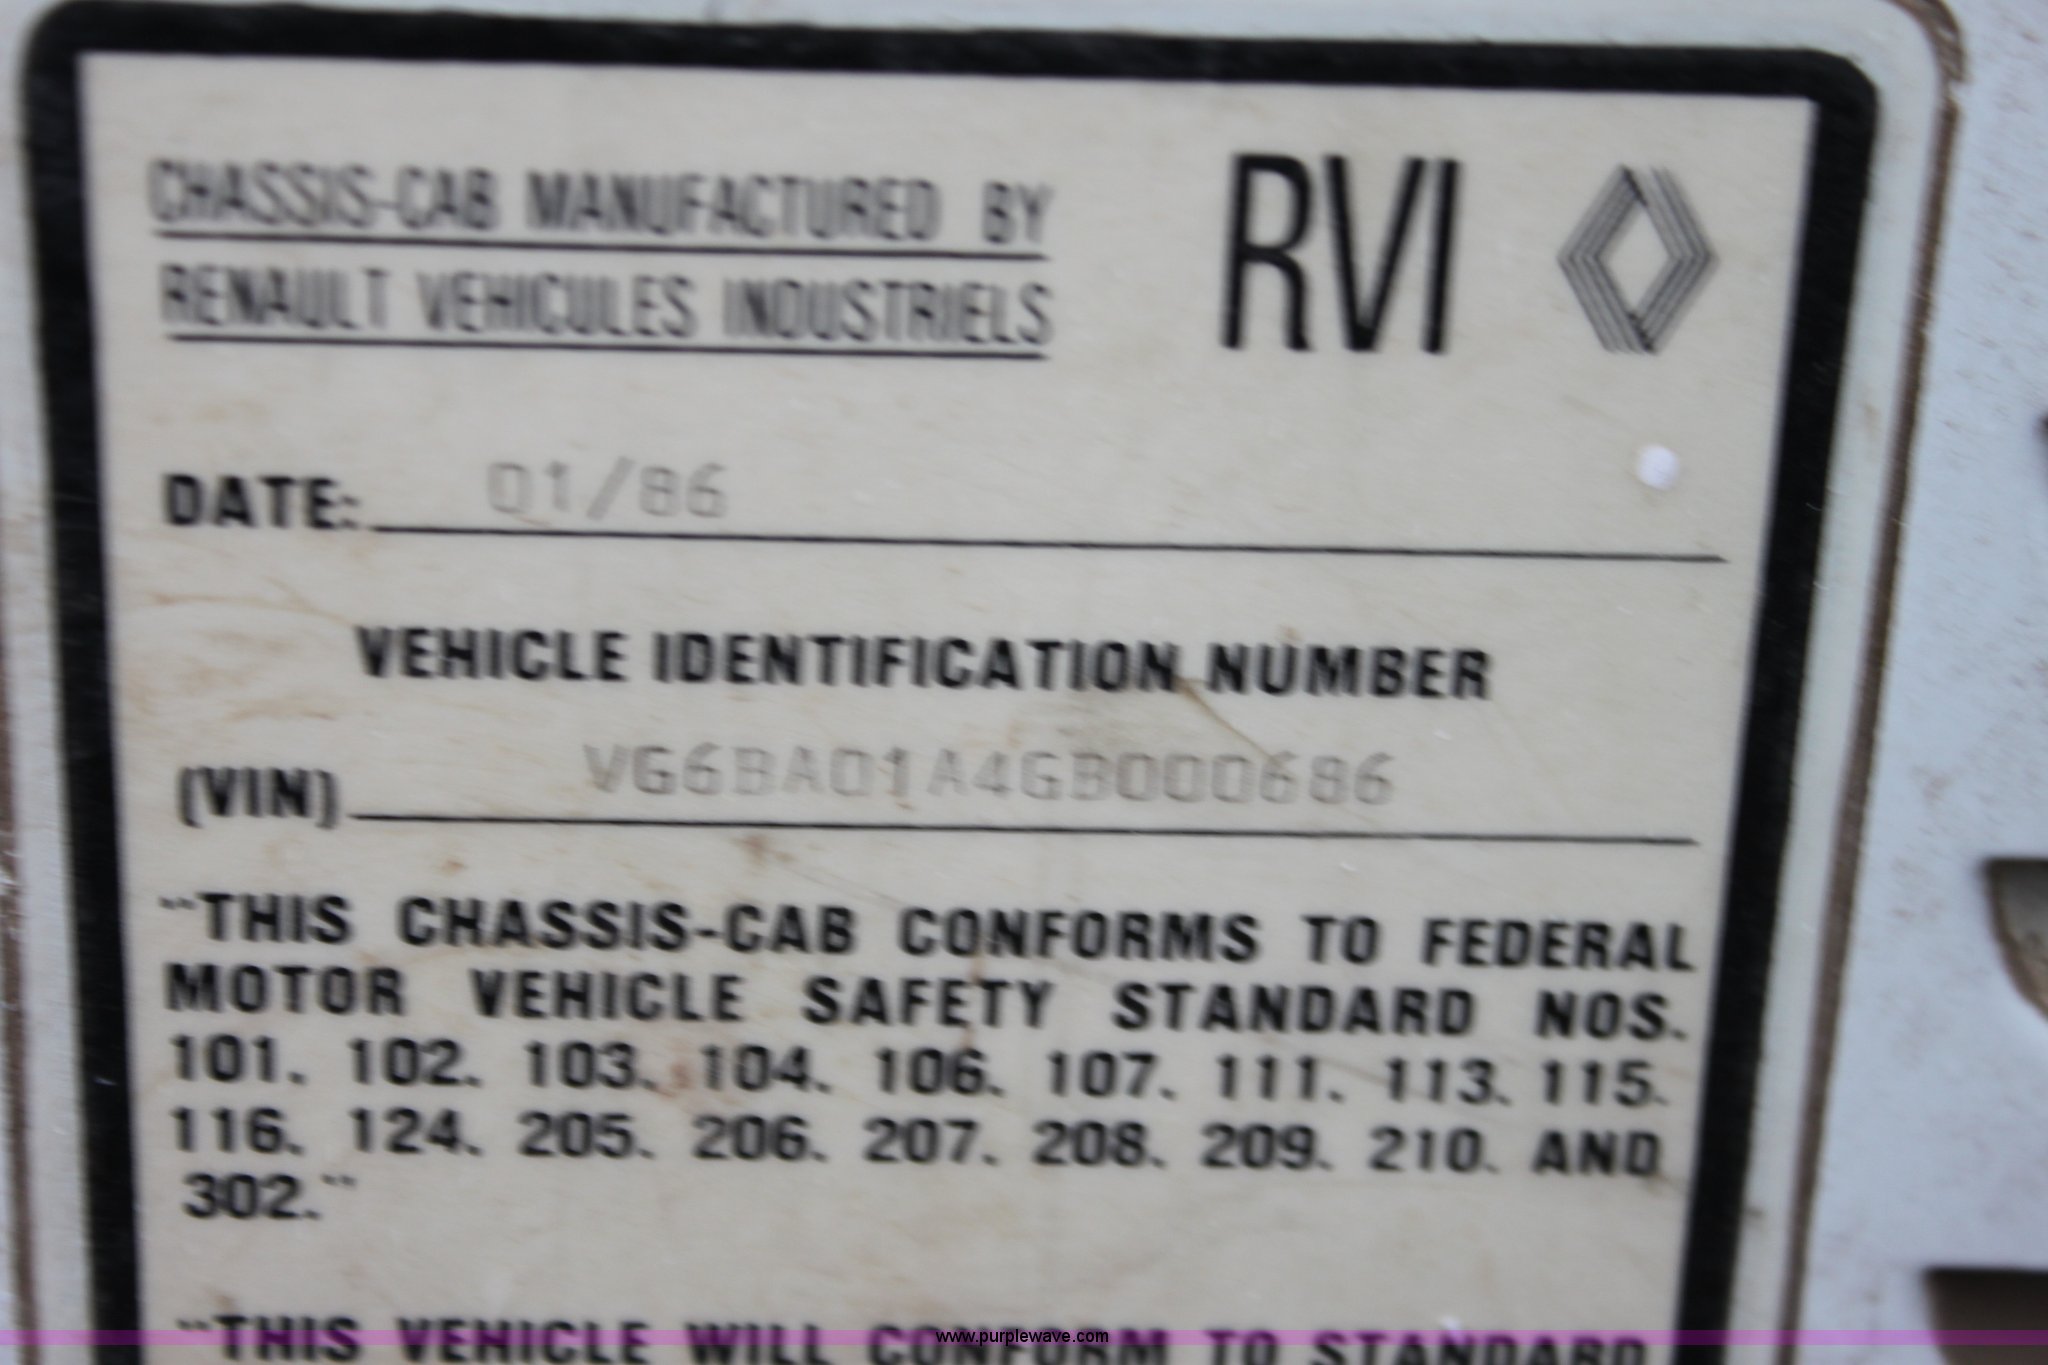 CHASSIS-CAB MANUFACTURED BY
RENAULT VEHICULES INDUSTRIELS
RVI
DATE: 01/86
VEHICLE IDENTIFICATION NUMBER
(VIN) VG6BA01A4GB000686
"THIS CHASSIS-CAB CONFORMS TO FEDERAL
MOTOR VEHICLE SAFETY STANDARD NOS.
101. 102. 103. 104. 106. 107. 111. 113. 115.
116. 124. 205. 206. 207. 208. 209. 210. AND
302."
"THIS VEHICLE WILL CONFORM TO STANDARD
www.purplewave.com